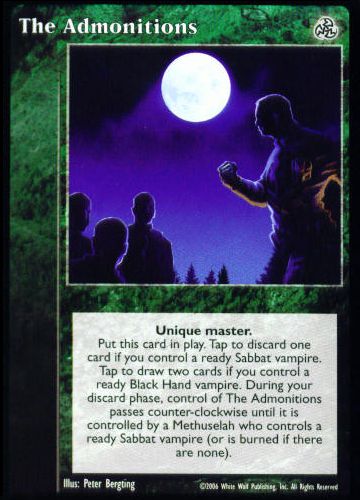 The Admonitions
Unique master.
Put this card in play. Tap to discard one
card if you control a ready Sabbat vampire.
Tap to draw two cards if you control a
ready Black Hand vampire. During your
discard phase, control of The Admonitions
passes counter-clockwise until it is
controlled by a Methuselah who controls a
ready Sabbat vampire (or is burned if there
are none).
Illus: Peter Bergting
©2006 White Wolf Publishing, Inc. All Rights Reserved